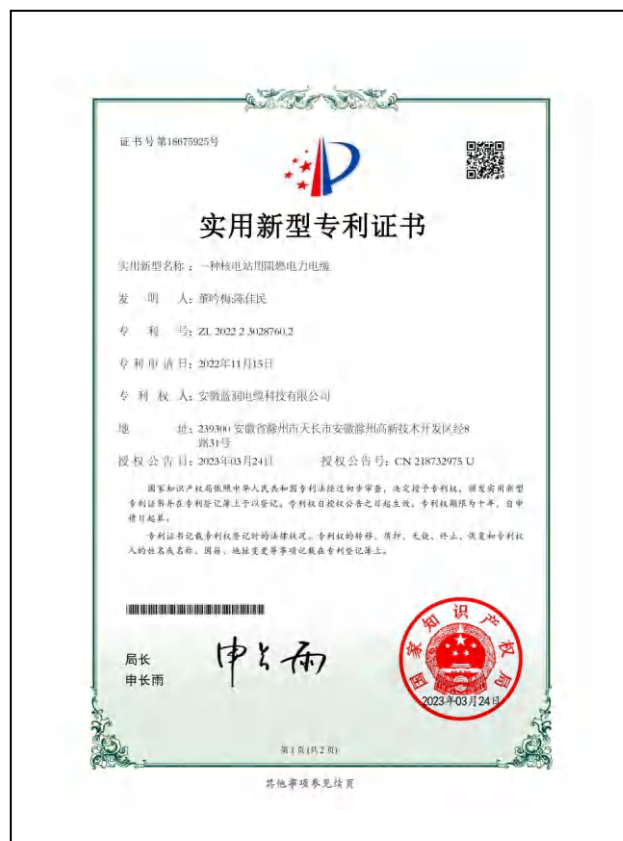 证书号第18675925号
实用新型专利证书
实用新型名称：一种核电站用阻燃电力电缆
发 明 人：董吟梅;陈佳民
专 利 号：ZL 2022 2 3028760.2
专利申请日：2022年11月15日
专 利 权 人：安徽蓝润电缆科技有限公司
地 址：239300 安徽省滁州市天长市安徽滁州高新技术开发区经8
路31号
授权公告日：2023年03月24日 授权公告号：CN 218732975 U
国家知识产权局依照中华人民共和国专利法经过初步审查，决定授予专利权，颁发实用新型
专利证书并在专利登记簿上予以登记。专利权自授权公告之日起生效。专利权期限为十年，自申
请日起算。
专利证书记载专利权登记时的法律状况。专利权的转移、质押、无效、终止、恢复和专利权
人的姓名或名称、国籍、地址变更等事项记载在专利登记簿上。
局长
申长雨
申长雨
国家知识产权局
2023年03月24日
第 1 页 (共 2 页)
其他事项参见续页